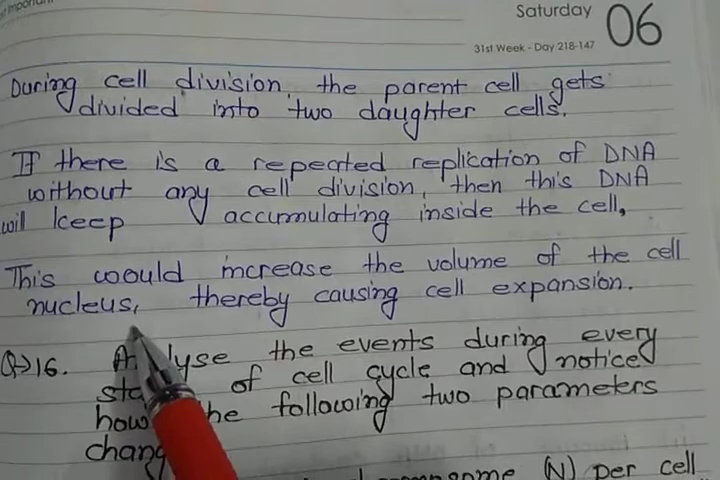 Saturday 06
31st Week - Day 218-147
During cell division, the parent cell gets
divided into two daughter cells.
If there is a repeated replication of DNA
without any cell division, then this DNA
will keep accumulating inside the cell,
This would increase the volume of the cell
nucleus, thereby causing cell expansion.
Q→16. the events during every
of cell cycle and notice
how the following two parameters
(N) per cell